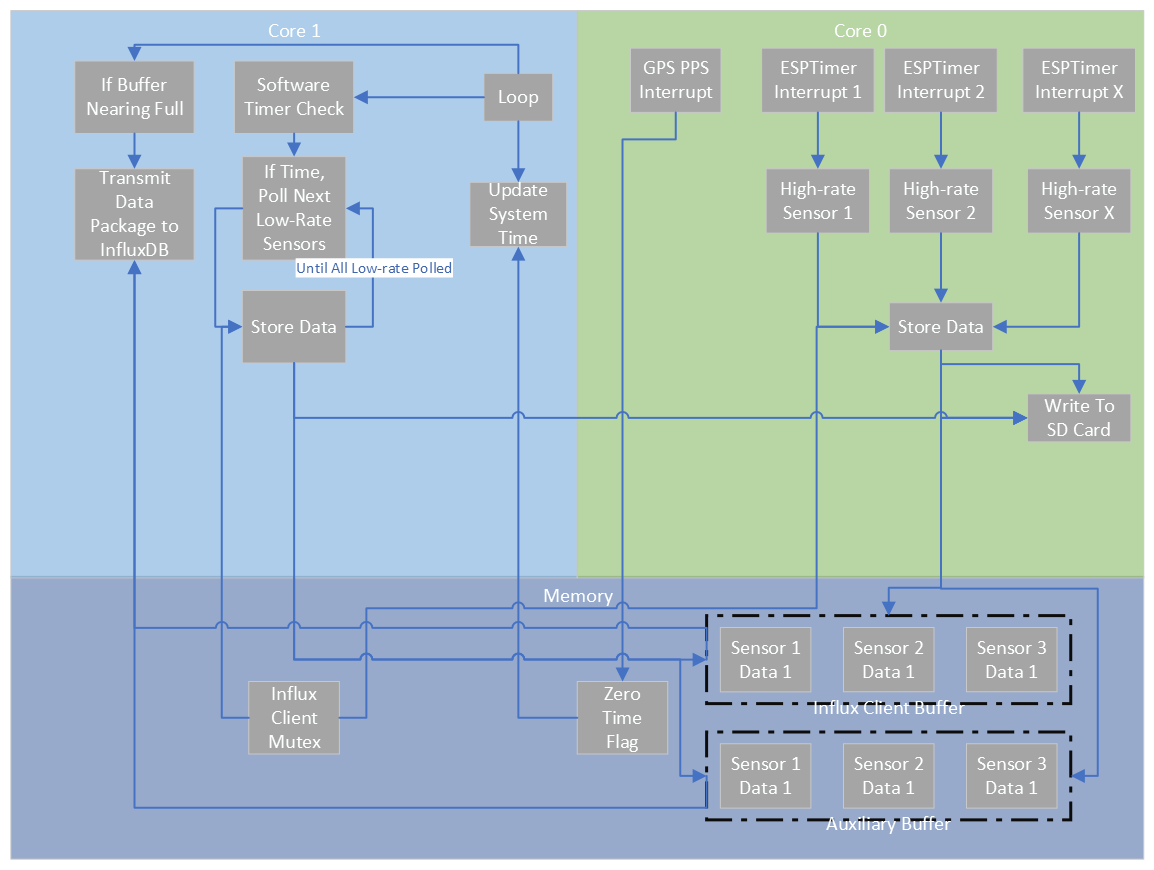 Core 1
Core 0
If Buffer
Nearing Full
Software
Timer Check
Loop
GPS PPS
Interrupt
ESPTimer
Interrupt 1
ESPTimer
Interrupt 2
ESPTimer
Interrupt X
Transmit
Data
Package to
InfluxDB
If Time,
Poll Next
Low-Rate
Sensors
Update
System
Time
High-rate
Sensor 1
High-rate
Sensor 2
High-rate
Sensor X
Until All Low-rate Polled
Store Data
Store Data
Write To
SD Card
Memory
Sensor 1
Data 1
Sensor 2
Data 1
Sensor 3
Data 1
Influx Client Buffer
Influx
Client
Mutex
Zero
Time
Flag
Sensor 1
Data 1
Sensor 2
Data 1
Sensor 3
Data 1
Auxiliary Buffer